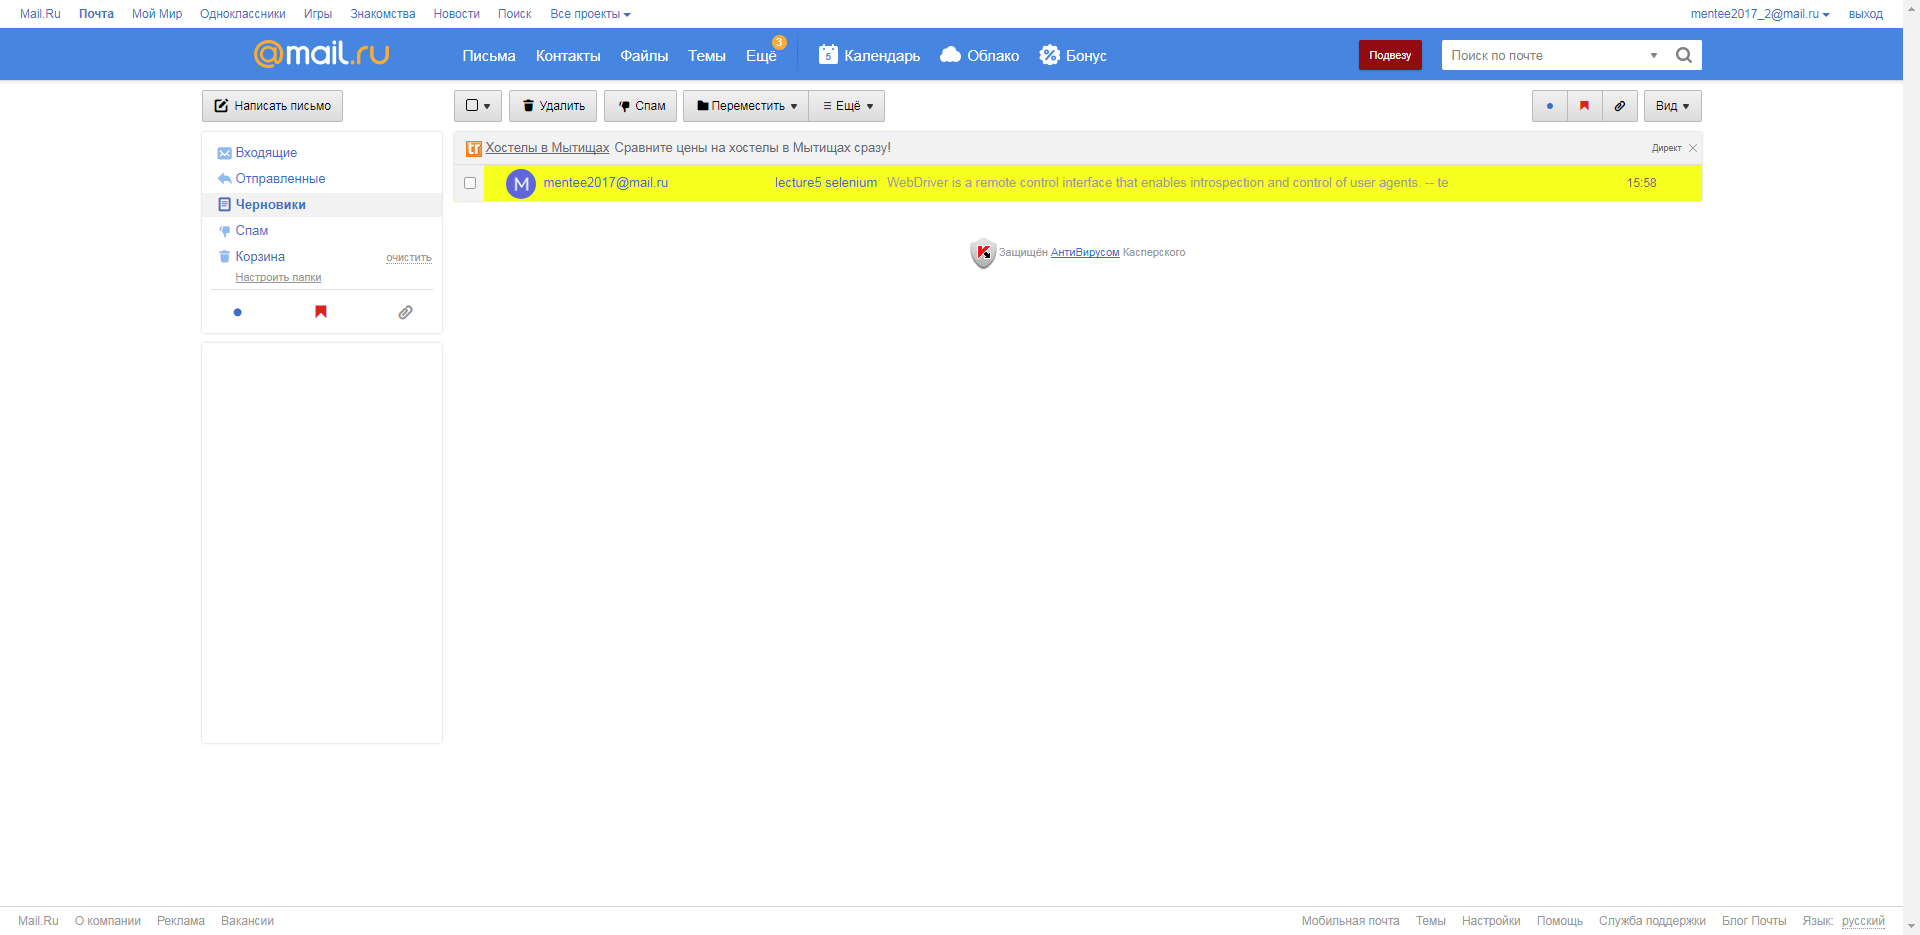 Mail.Ru Почта Мой Мир Одноклассники Игры Знакомства Новости Поиск Все проекты mentee2017_2@mail.ru выход
@mail.ru Письма Контакты Файлы Темы Ещё 3 5 Календарь Облако Бонус Подвезу Поиск по почте
Написать письмо Удалить Спам Переместить Ещё Вид
Хостелы в Мытищах Сравните цены на хостелы в Мытищах сразу! Директ
M mentee2017@mail.ru lecture5 selenium WebDriver is a remote control interface that enables introspection and control of user agents. -- te 15:58
Входящие
Отправленные
Черновики
Спам
Корзина очистить
Настроить папки
Защищён АнтиВирусом Касперского
Mail.Ru О компании Реклама Вакансии Мобильная почта Темы Настройки Помощь Служба поддержки Блог Почты Язык: русский